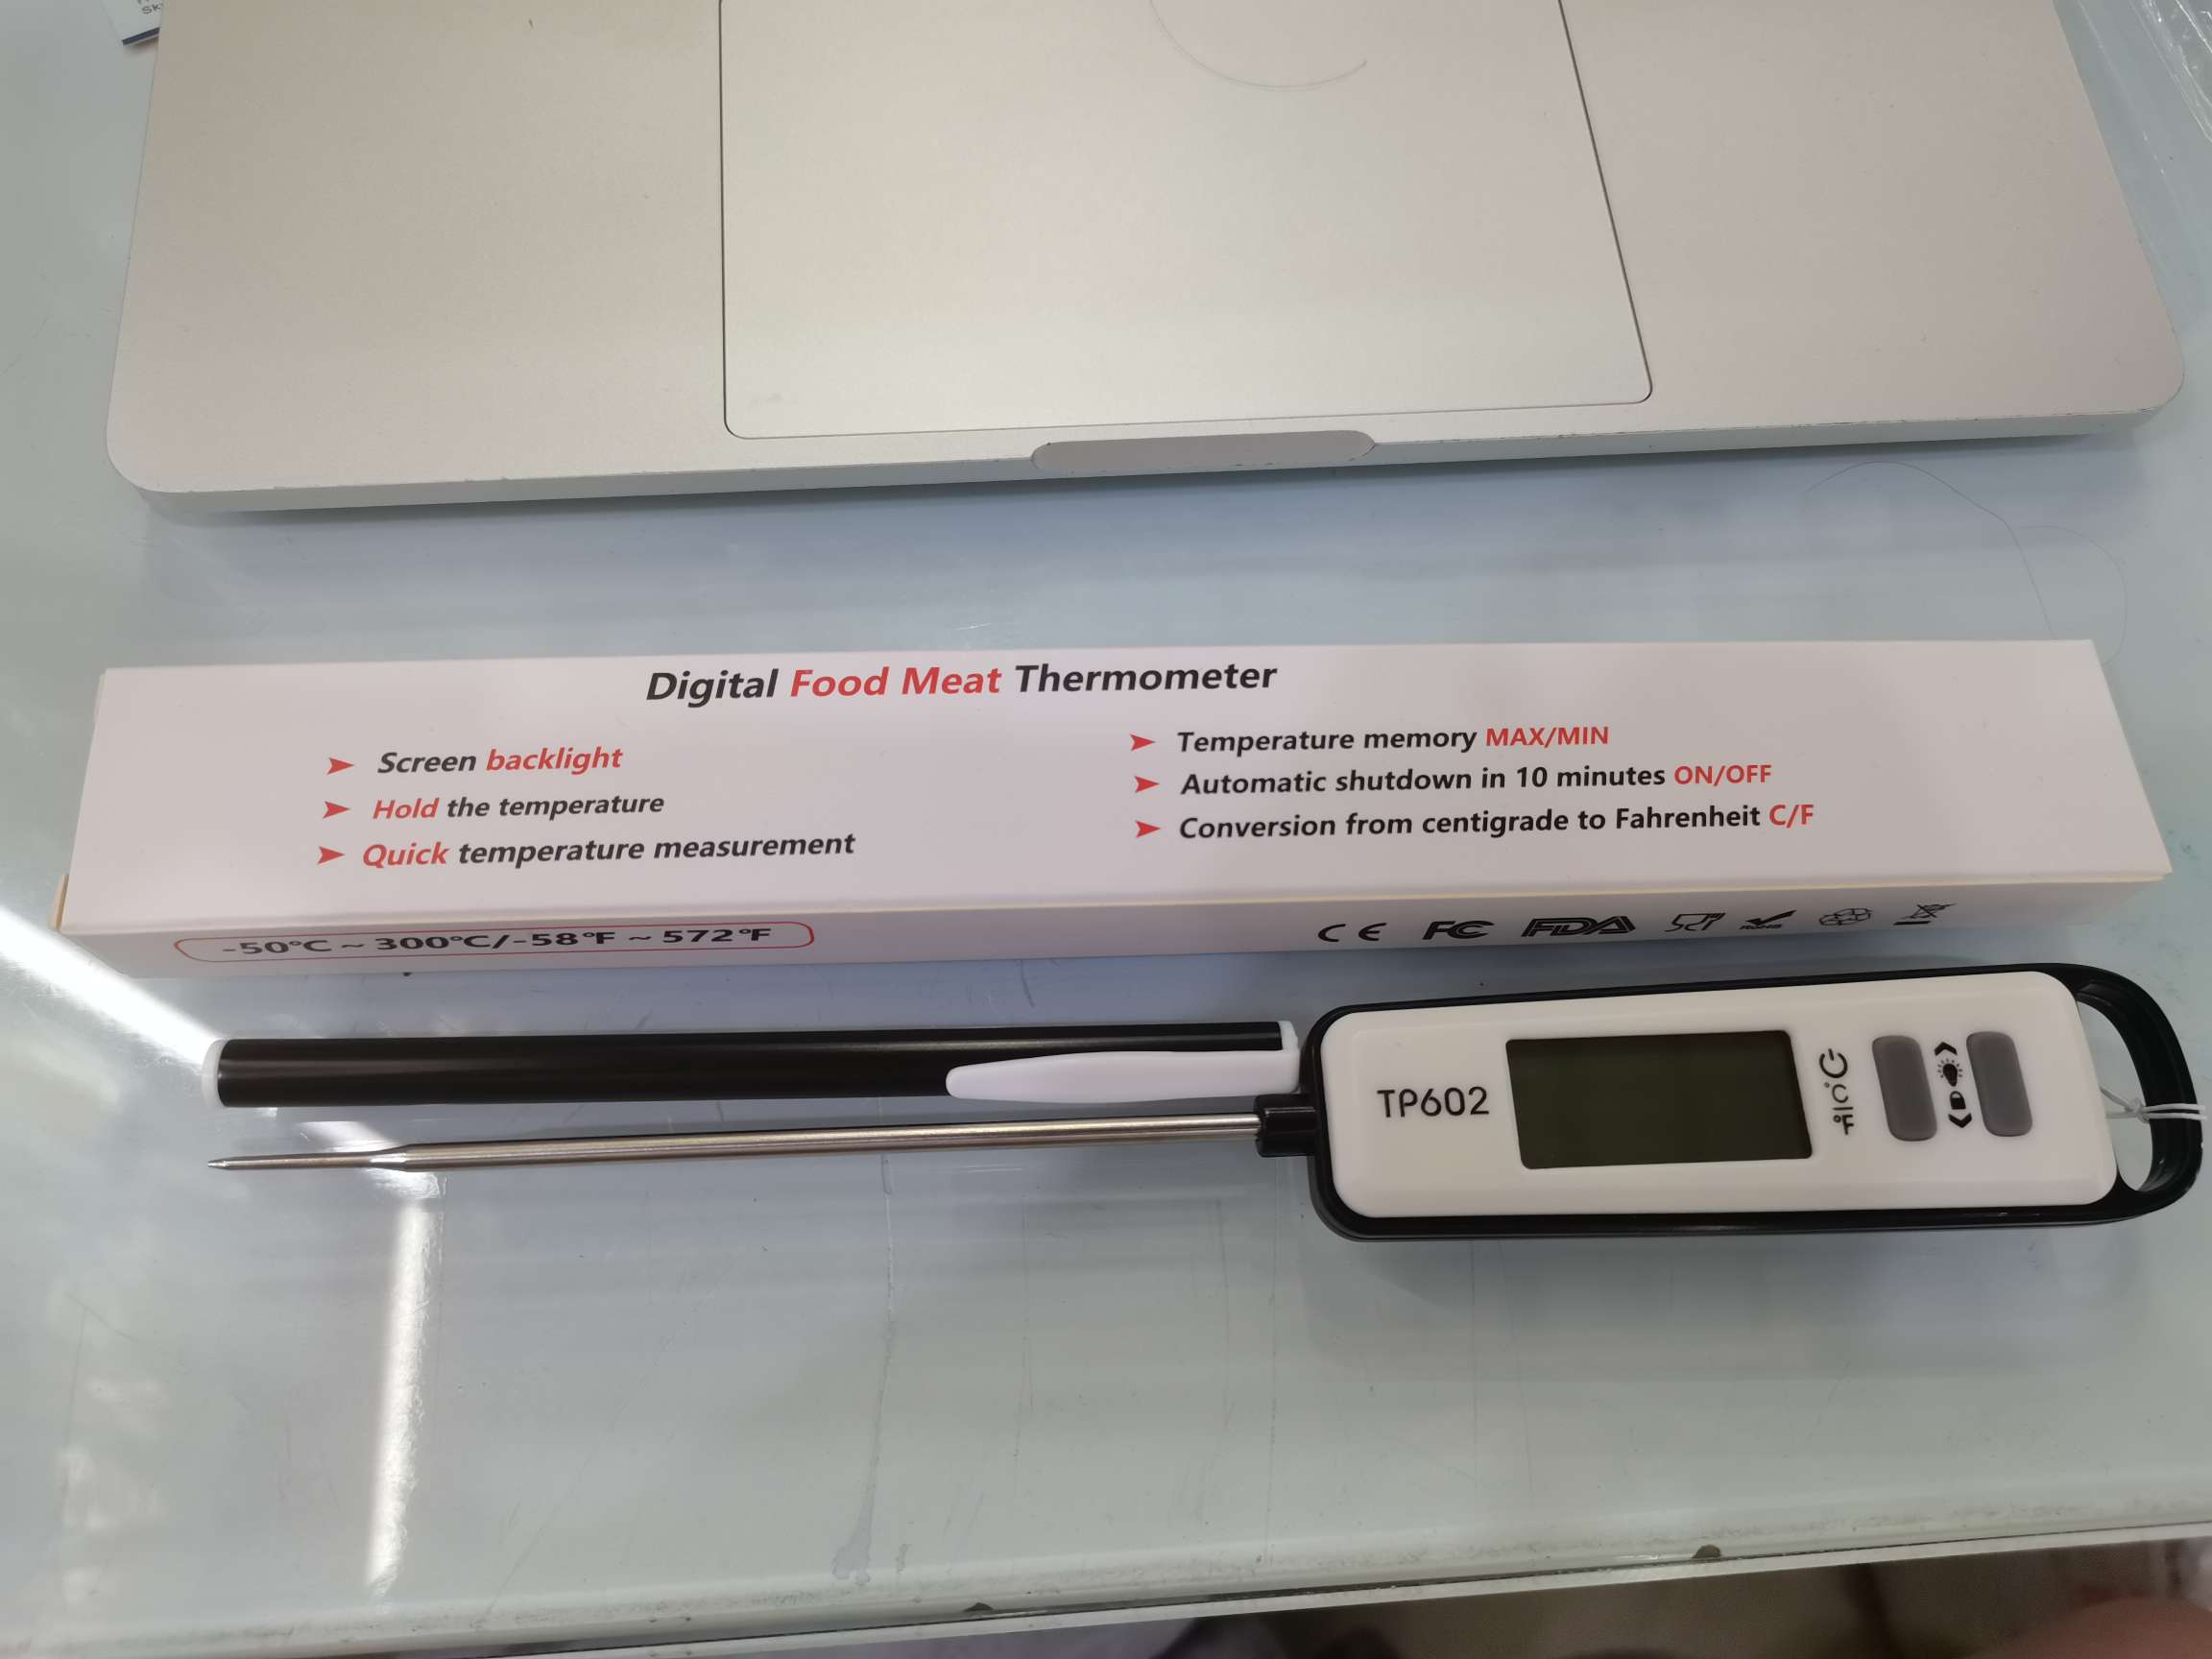 Digital Food Meat Thermometer
Screen backlight
Hold the temperature
Quick temperature measurement
Temperature memory MAX/MIN
Automatic shutdown in 10 minutes ON/OFF
Conversion from centigrade to Fahrenheit C/F
-50°C ~ 300°C/-58°F ~ 572°F
CE FC FDA
TP602
°C/°F